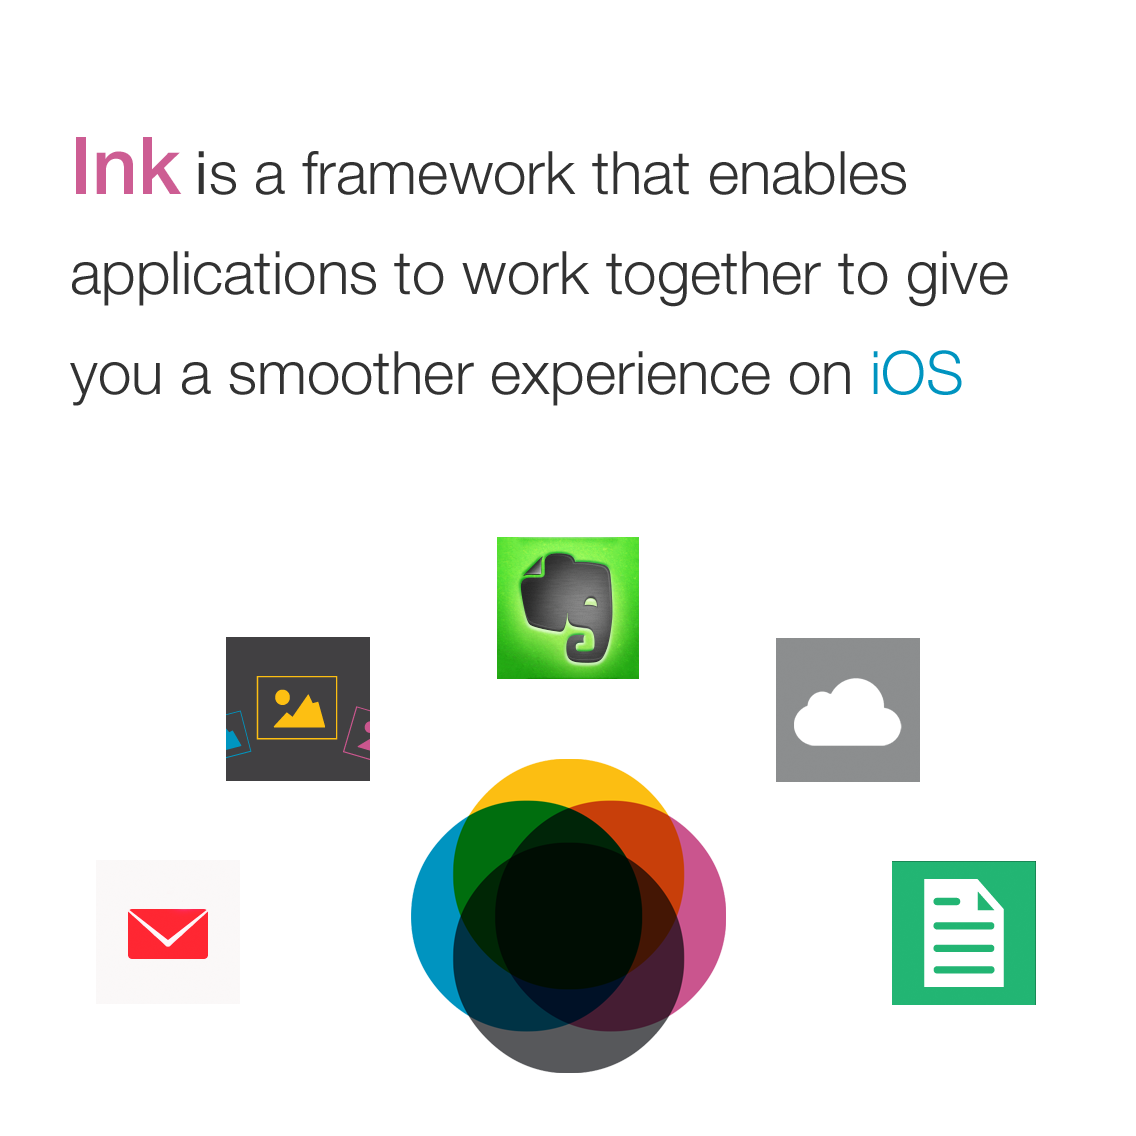 Ink is a framework that enables
applications to work together to give
you a smoother experience on iOS